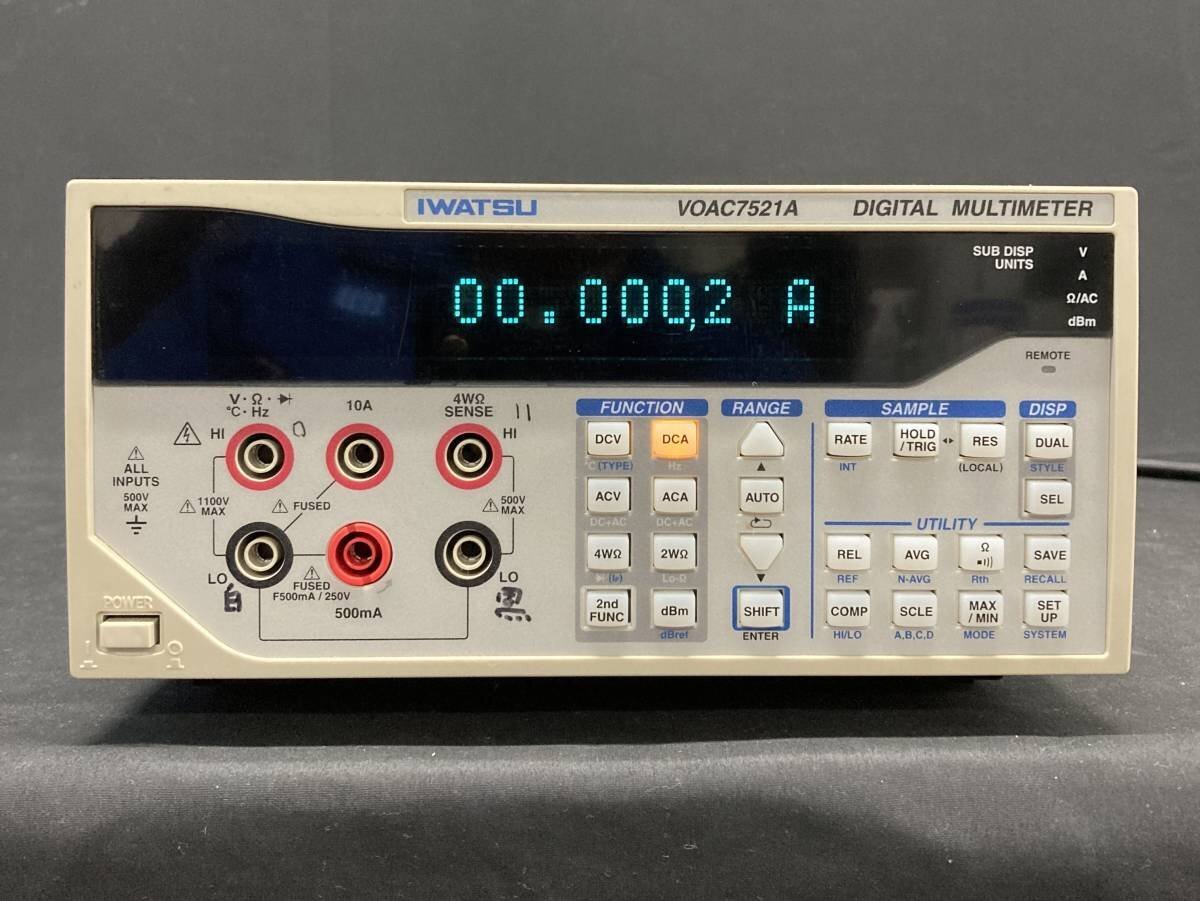 IWATSU VOAC7521A DIGITAL MULTIMETER
00.000,2 A
SUB DISP
UNITS
V
A
Ω/AC
dBm
REMOTE
V・Ω・
°C・Hz
10A
4WΩ
SENSE
HI
HI
ALL
INPUTS
500V
MAX
1100V
MAX
FUSED
500V
MAX
LO
FUSED
F500mA / 250V
LO
白
黒
500mA
POWER
FUNCTION
DCV
DCA
°C (TYPE)
Hz
ACV
ACA
DC+AC
DC+AC
4WΩ
2WΩ
Lo-Ω
2nd
FUNC
dBm
dBref
RANGE
AUTO
SHIFT
ENTER
SAMPLE
RATE
HOLD
/TRIG
RES
INT
(LOCAL)
DISP
DUAL
STYLE
SEL
UTILITY
REL
AVG
Ω
SAVE
REF
N-AVG
Rth
RECALL
COMP
SCLE
MAX
/MIN
SET
UP
HI/LO
A,B,C,D
MODE
SYSTEM